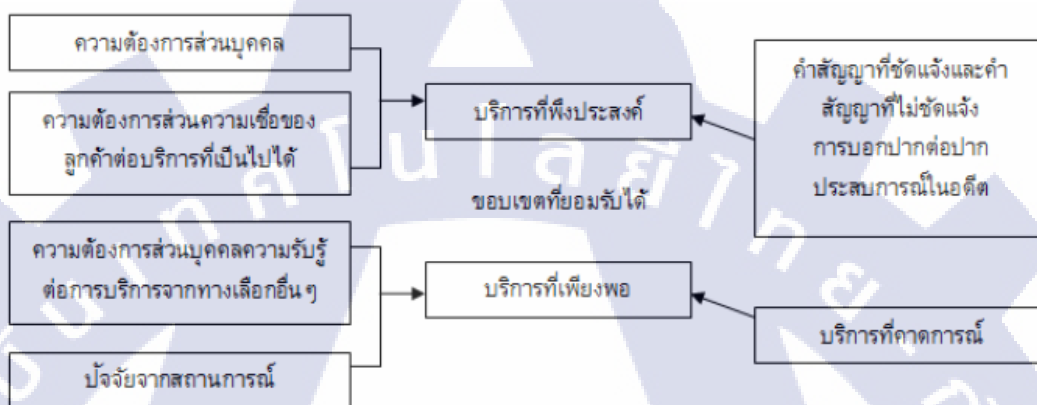 ความต้องการส่วนบุคคล
ความต้องการส่วนความเชื่อของ
ลูกค้าต่อบริการที่เป็นไปได้
ความต้องการส่วนบุคคลความรับรู้
ต่อการบริการจากทางเลือกอื่นๆ
ปัจจัยจากสถานการณ์
บริการที่พึงประสงค์
ขอบเขตที่ยอมรับได้
บริการที่เพียงพอ
คำสัญญาที่ชัดแจ้งและคำ
สัญญาที่ไม่ชัดแจ้ง
การบอกปากต่อปาก
ประสบการณ์ในอดีต
บริการที่คาดการณ์